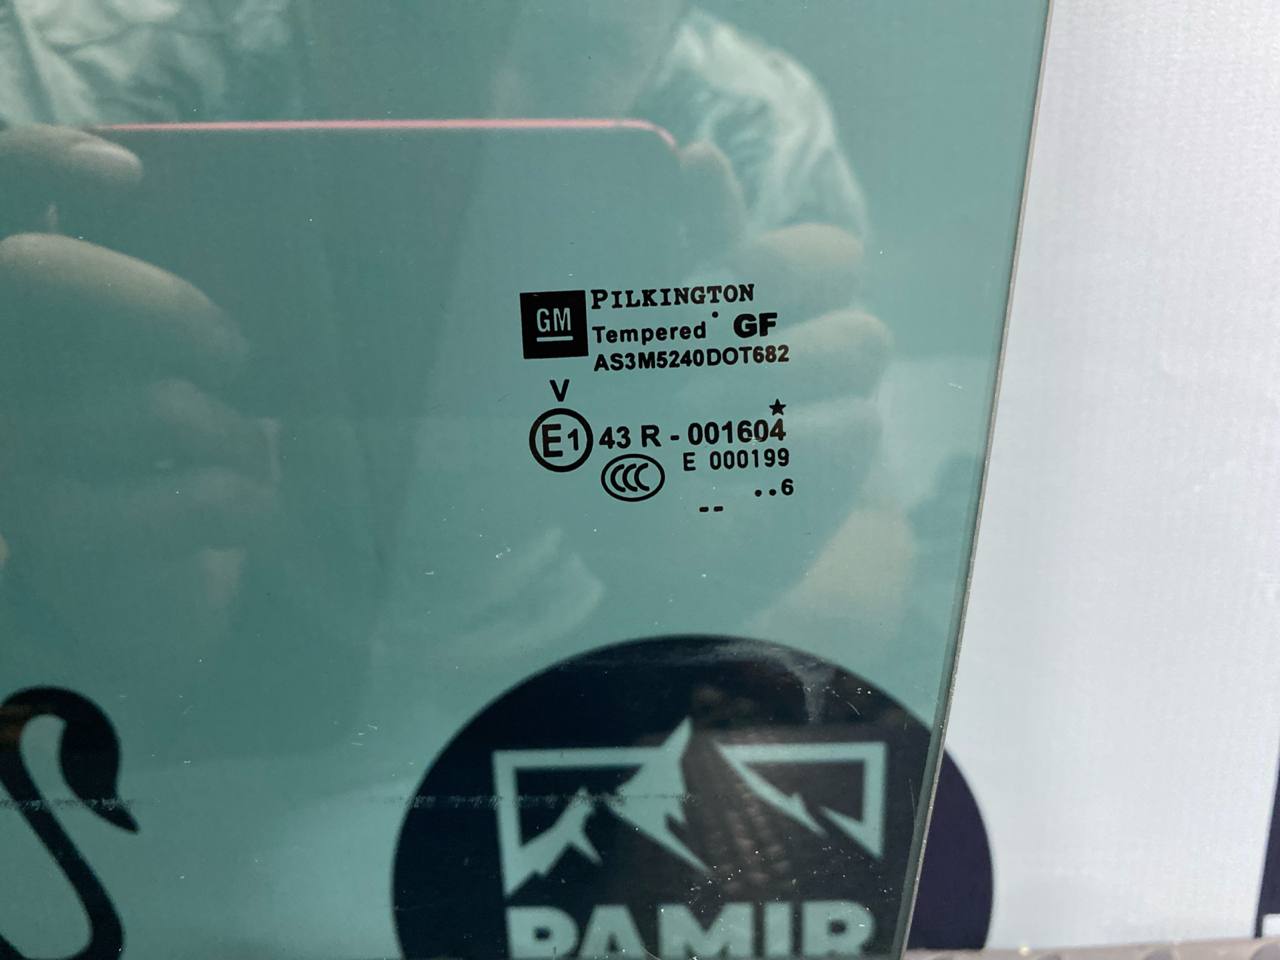 GM
PILKINGTON
Tempered GF
AS3M5240DOT682
V
E1 43 R - 001604
CCC E 000199
..6
--
PAMIR